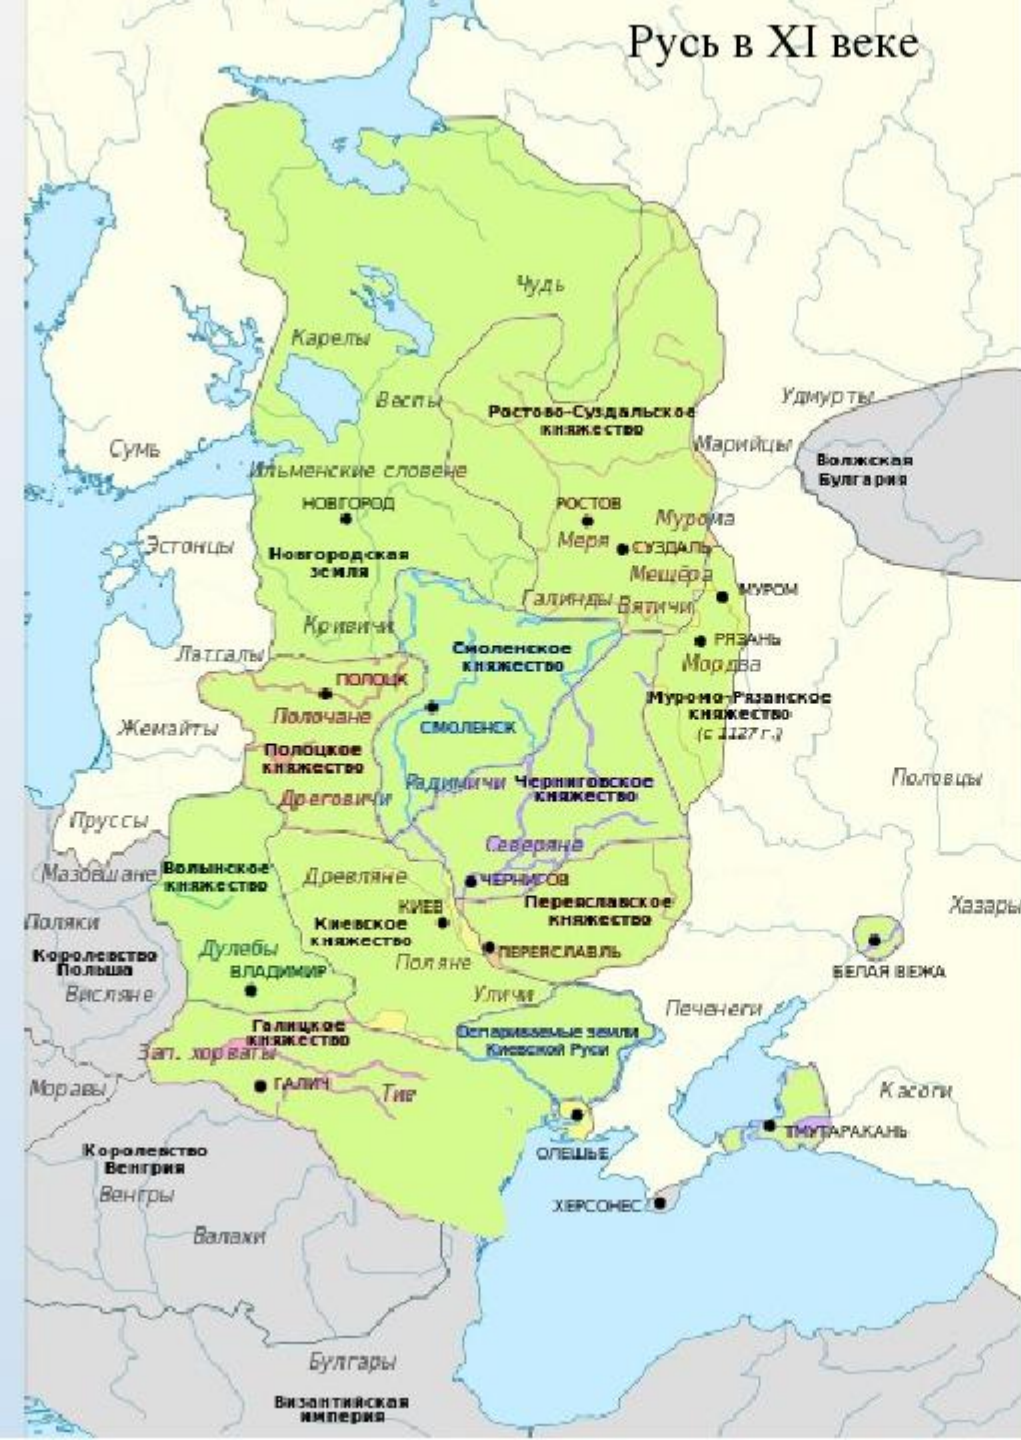 Русь в XI веке
Чудь
Карелы
Веспы
Удмурты
Ростово-Суздальское
княжество
Сумь
Марийцы
Волжская
Булгария
Ильменские словене
НОВГОРОД
РОСТОВ
Мурома
Эстонцы
Новгородская
земля
Меря
СУЗДАЛЬ
Мещёра
МУРОМ
Галинды
Вятичи
Кривичи
РЯЗАНЬ
Латгалы
Смоленское
княжество
Мордва
ПОЛОЦК
Муромо-Рязанское
княжество
(с 1127 г.)
Полочане
СМОЛЕНСК
Жемайты
Полоцкое
княжество
Радимичи
Черниговское
княжество
Половцы
Дреговичи
Пруссы
Северяне
Мазовшане
Волынское
княжество
Древляне
ЧЕРНИГОВ
Переяславское
княжество
Хазары
КИЕВ
Поляки
Киевское
княжество
Королевство
Польша
Дулебы
ПЕРЕЯСЛАВЛЬ
Поляне
ВЛАДИМИР
БЕЛАЯ ВЕЖА
Висляне
Уличи
Печенеги
Галицкое
княжество
Оспариваемые земли
Киевской Руси
Зап. хорваты
Моравы
ГАЛИЧ
Касоги
ТМУТАРАКАНЬ
Королевство
Венгрия
ОЛЕШЬЕ
Венгры
ХЕРСОНЕС
Валахи
Булгары
Византийская
империя